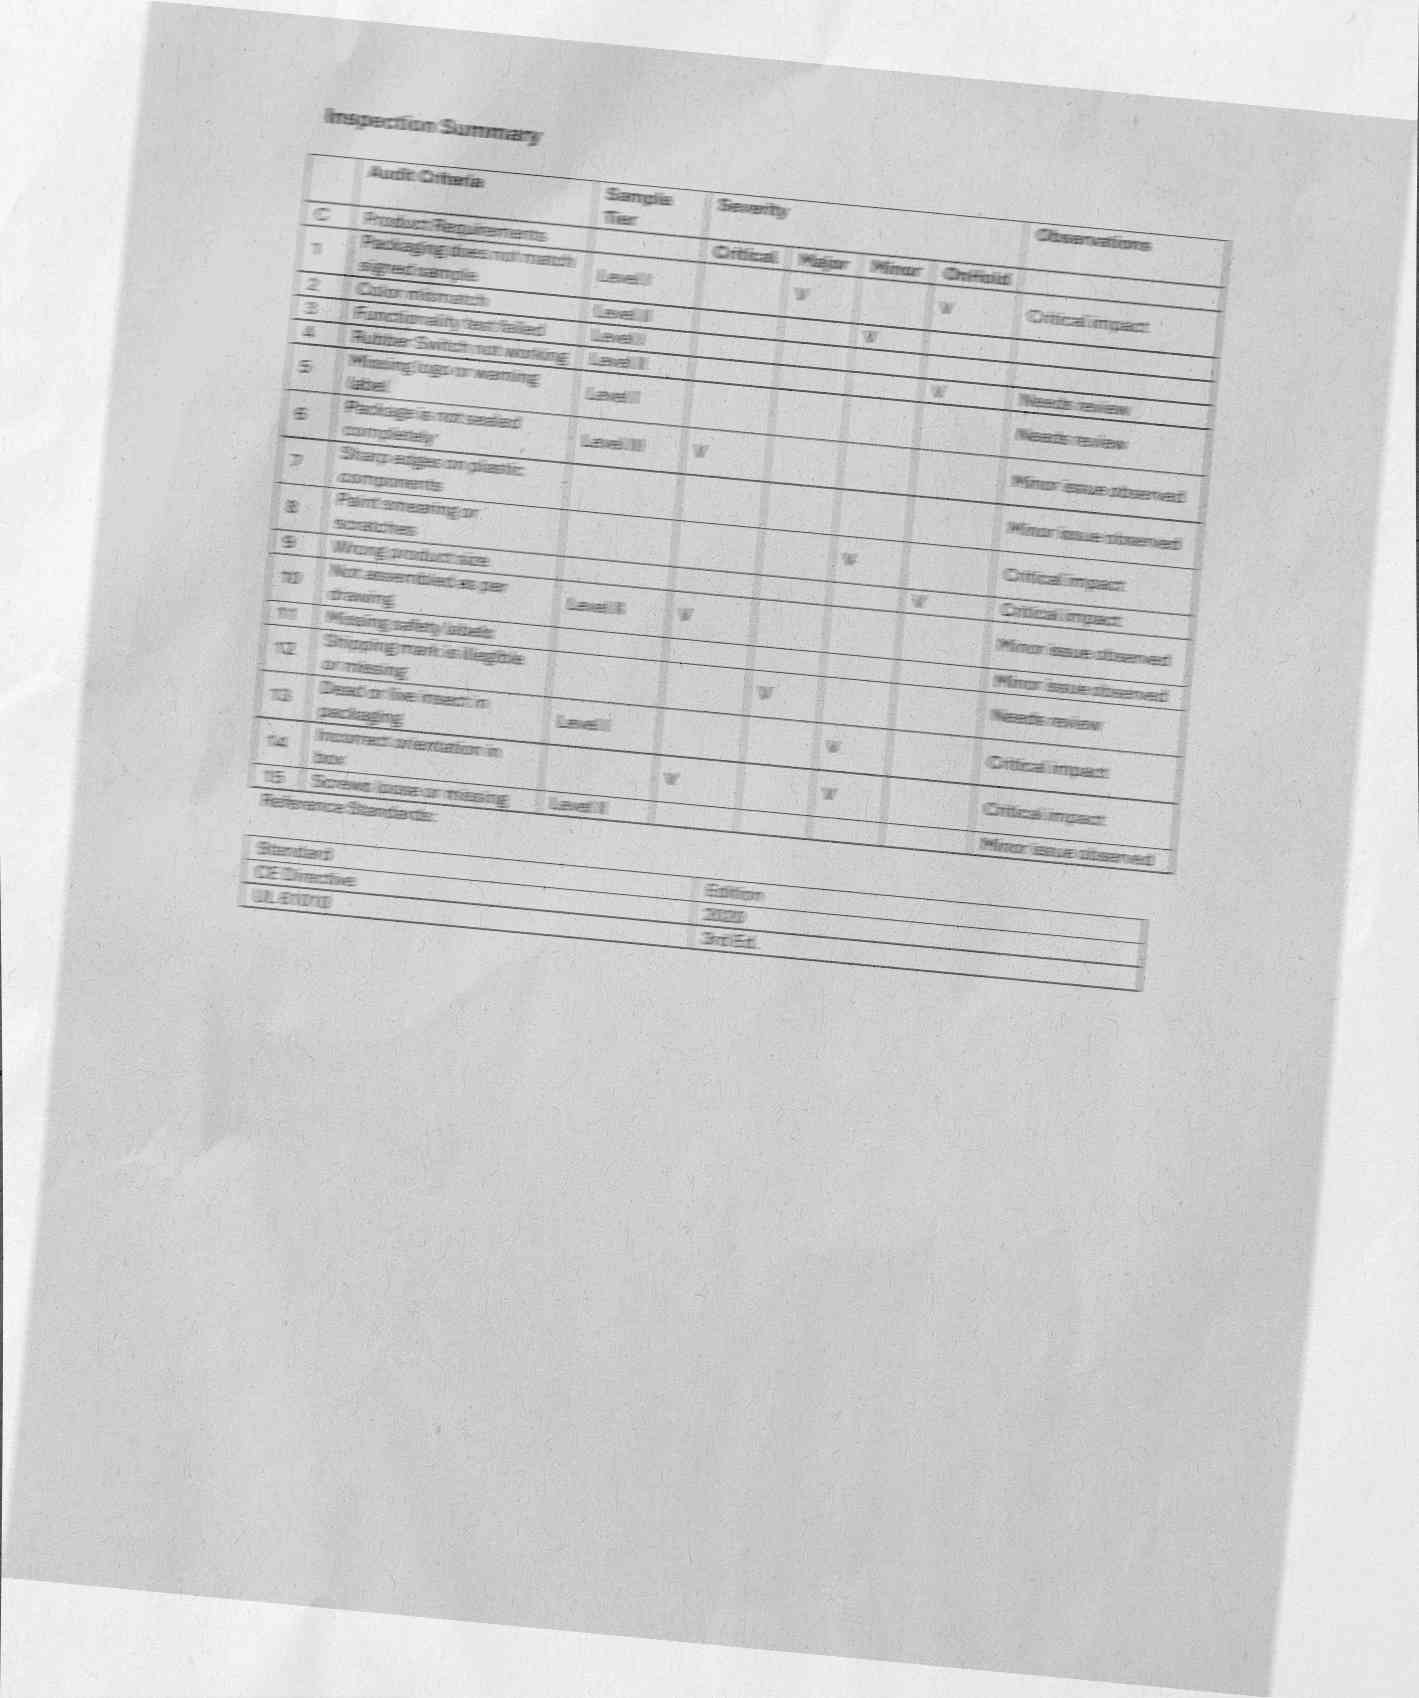 Inspection Summary
Audit Criteria Sample Tier Severity Observations
C Product Requirements Critical Major Minor OnHold
1 Packaging does not match signed sample Level I V V Critical impact
2 Color mismatch Level II V
3 Functionality test failed Level I
4 Rubber Switch not working Level II V Needs review
5 Missing logo or warning label Level I Needs review
6 Package is not sealed completely Level III V Minor issue observed
7 Sharp edges on plastic components Minor issue observed
8 Paint smearing or scratches V Critical impact
9 Wrong product size V Critical impact
10 Not assembled as per drawing Level II V Minor issue observed
11 Missing safety labels Minor issue observed
12 Shipping mark is illegible or missing V Needs review
13 Dead or live insect in packaging Level I V Critical impact
14 Incorrect orientation in box V V Critical impact
15 Screws loose or missing Level II Minor issue observed
Reference Standards:
Standard Edition
CE Directive 2020
UL 61010 3rd Ed.